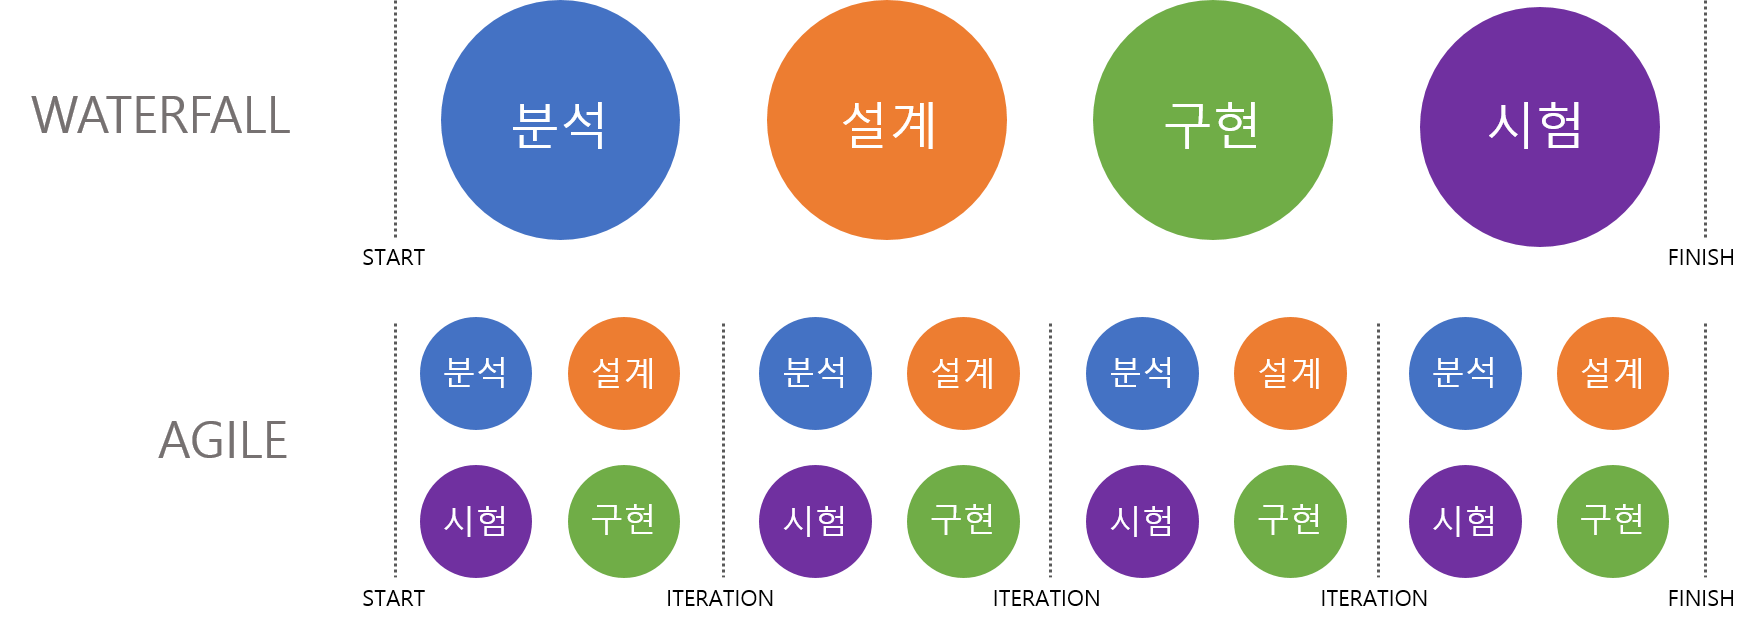 WATERFALL
분석
설계
구현
시험
START
FINISH
AGILE
분석
설계
분석
설계
분석
설계
분석
설계
시험
구현
시험
구현
시험
구현
시험
구현
START
ITERATION
ITERATION
ITERATION
FINISH